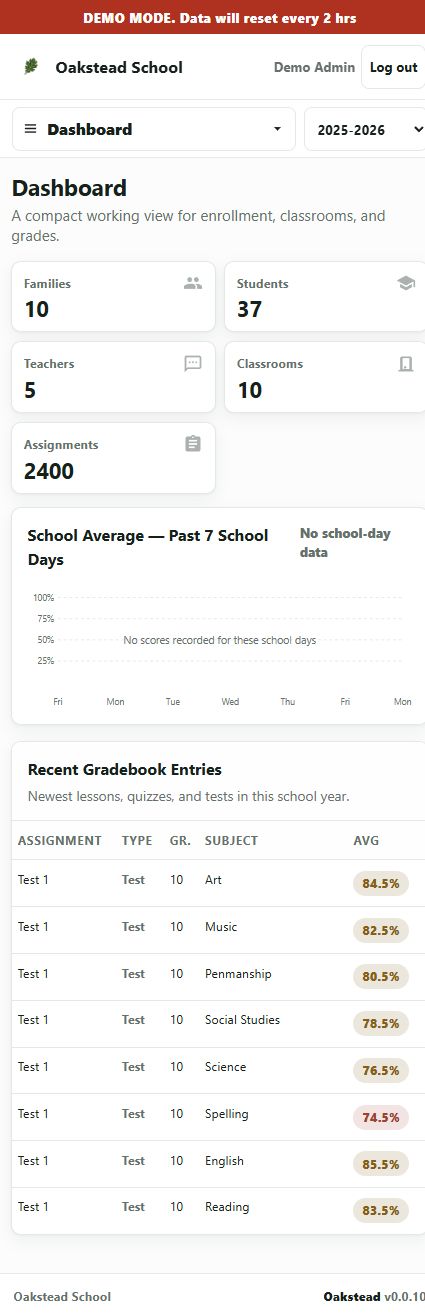 DEMO MODE. Data will reset every 2 hrs
Oakstead School
Demo Admin
Log out
Dashboard
2025-2026
Dashboard
A compact working view for enrollment, classrooms, and
grades.
Families
10
Students
37
Teachers
5
Classrooms
10
Assignments
2400
School Average — Past 7 School
Days
No school-day
data
100%
75%
50%
25%
No scores recorded for these school days
Fri Mon Tue Wed Thu Fri Mon
Recent Gradebook Entries
Newest lessons, quizzes, and tests in this school year.
ASSIGNMENT TYPE GR. SUBJECT AVG
Test 1 Test 10 Art 84.5%
Test 1 Test 10 Music 82.5%
Test 1 Test 10 Penmanship 80.5%
Test 1 Test 10 Social Studies 78.5%
Test 1 Test 10 Science 76.5%
Test 1 Test 10 Spelling 74.5%
Test 1 Test 10 English 85.5%
Test 1 Test 10 Reading 83.5%
Oakstead School
Oakstead v0.0.10